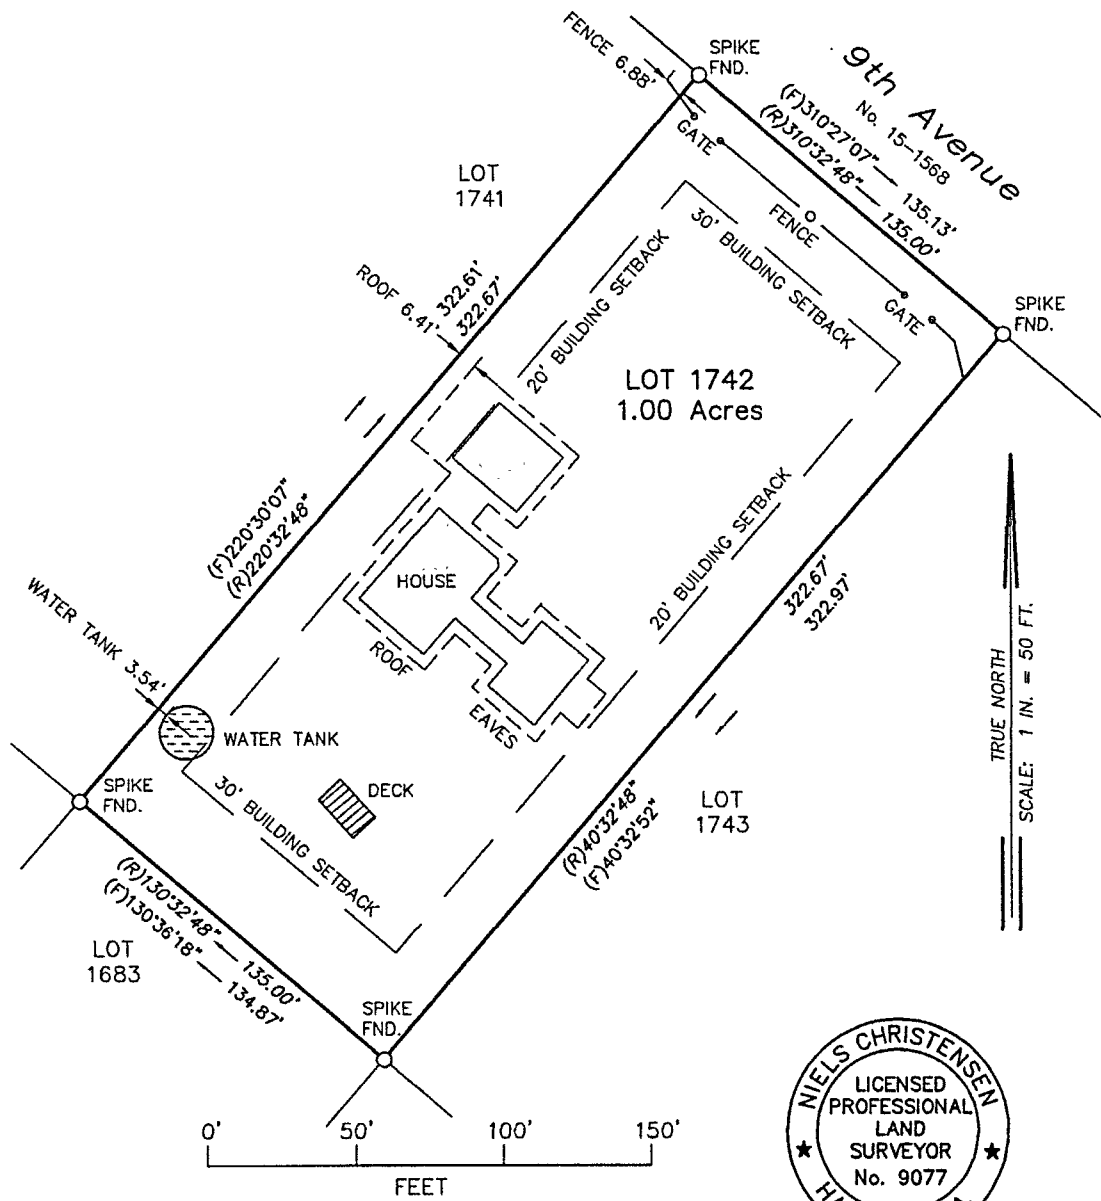 FENCE 6.88'
SPIKE
FND.
9th Avenue
No. 15-1568
(F)310°27'07" 135.13'
(R)310°32'48" 135.00'
GATE
FENCE
GATE
SPIKE
FND.
LOT
1741
30' BUILDING SETBACK
20' BUILDING SETBACK
ROOF 6.41'
322.61'
322.67'
LOT 1742
1.00 Acres
20' BUILDING SETBACK
(F)220°30'07"
(R)220°32'48"
HOUSE
ROOF
EAVES
322.67'
322.97'
WATER TANK 3.54'
WATER TANK
DECK
SPIKE
FND.
30' BUILDING SETBACK
(R)40°32'48"
(F)40°32'52"
LOT
1743
TRUE NORTH
SCALE: 1 IN. = 50 FT.
(R)130°32'48" 135.00'
(F)130°36'18" 134.87'
LOT
1683
SPIKE
FND.
0' 50' 100' 150'
FEET
NIELS CHRISTENSEN
LICENSED
PROFESSIONAL
LAND
SURVEYOR
No. 9077